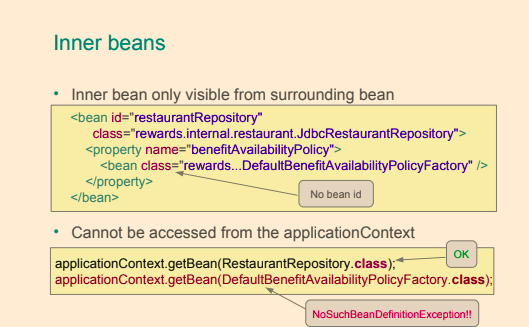 Inner beans
• Inner bean only visible from surrounding bean
<bean id="restaurantRepository"
class="rewards.internal.restaurant.JdbcRestaurantRepository">
<property name="benefitAvailabilityPolicy">
<bean class="rewards...DefaultBenefitAvailabilityPolicyFactory" />
</property>
No bean id
</bean>
• Cannot be accessed from the applicationContext
OK
applicationContext.getBean(RestaurantRepository.class);
applicationContext.getBean(DefaultBenefitAvailabilityPolicyFactory.class);
NoSuchBeanDefinitionException!!